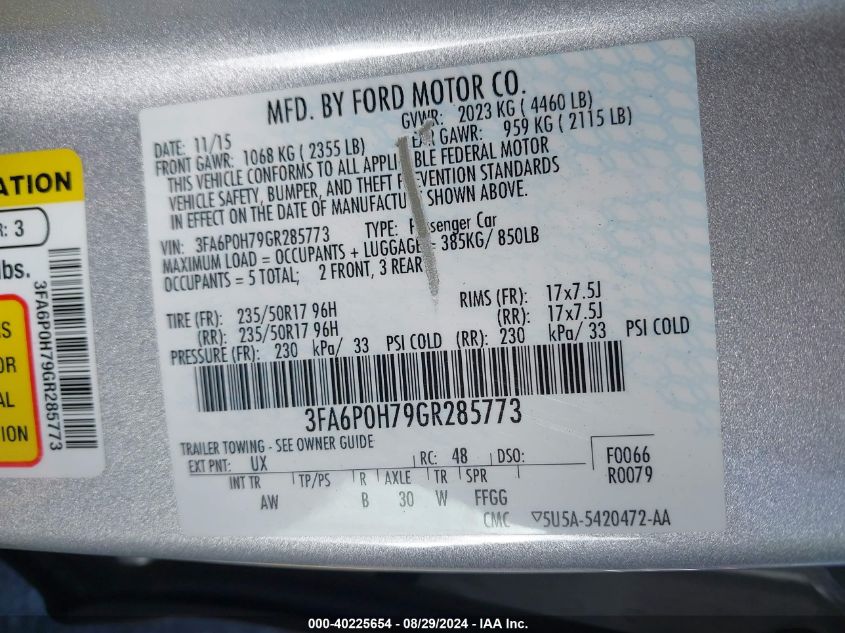 MFD. BY FORD MOTOR CO.
DATE: 11/15 GVWR: 2023 KG ( 4460 LB)
FRONT GAWR: 1068 KG ( 2355 LB) GAWR: 959 KG ( 2115 LB)
THIS VEHICLE CONFORMS TO ALL FEDERAL MOTOR
VEHICLE SAFETY, BUMPER, AND THEFT STANDARDS
IN EFFECT ON THE DATE OF SHOWN ABOVE.
VIN: 3FA6P0H79GR285773 TYPE: Car
MAXIMUM LOAD = OCCUPANTS + LUGGAGE = 385KG/ 850LB
OCCUPANTS = 5 TOTAL; 2 FRONT, 3 REAR
TIRE (FR): 235/50R17 96H RIMS (FR): 17x7.5J
(RR): 235/50R17 96H (RR): 17x7.5J
PRESSURE (FR): 230 kPa/ 33 PSI COLD (RR): 230 kPa/ 33 PSI COLD
3FA6P0H79GR285773
TRAILER TOWING - SEE OWNER GUIDE
EXT PNT: UX RC: 48 DSO: F0066
R0079
INT TR TP/PS R AXLE TR SPR
AW B 30 W FFGG
CMC ▽5U5A-5420472-AA
ATION
R: 3
lbs.
3FA6P0H79GR285773
S
OR
AL
ION
000-40225654 - 08/29/2024 - IAA Inc.